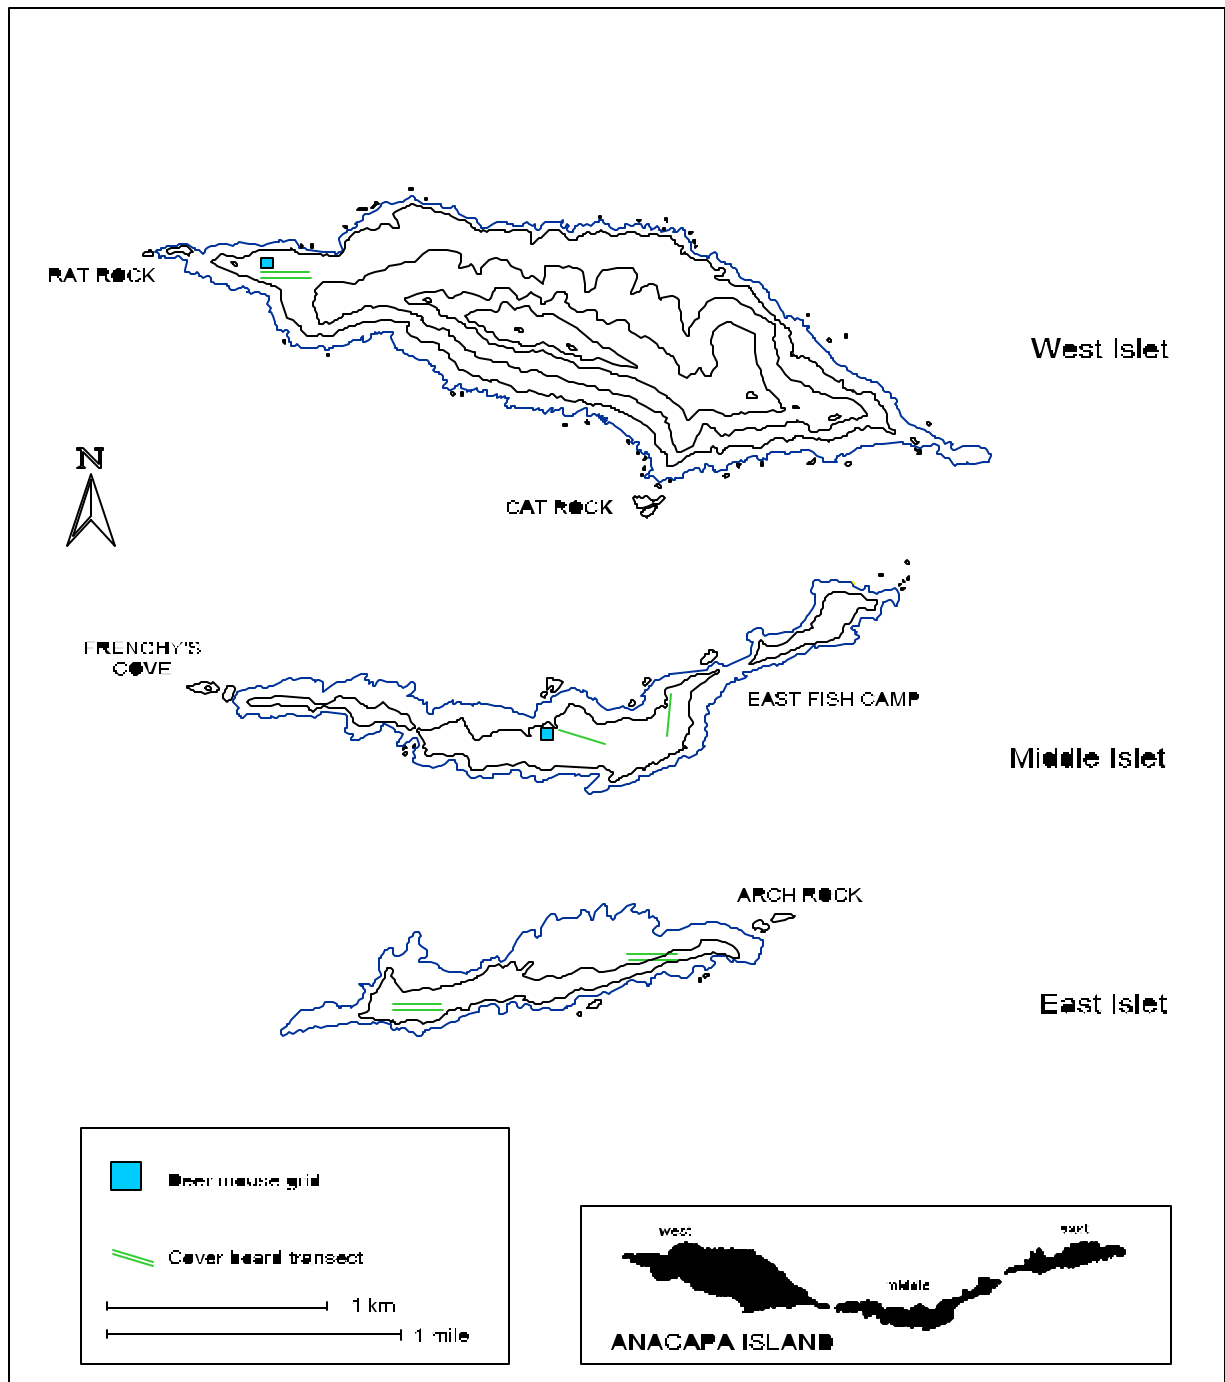 RAT ROCK
West Islet
N
CAT ROCK
FRENCHY'S
COVE
EAST FISH CAMP
Middle Islet
ARCH ROCK
East Islet
Deer mouse grid
Cover board transect
1 km
1 mile
west
middle
east
ANACAPA ISLAND